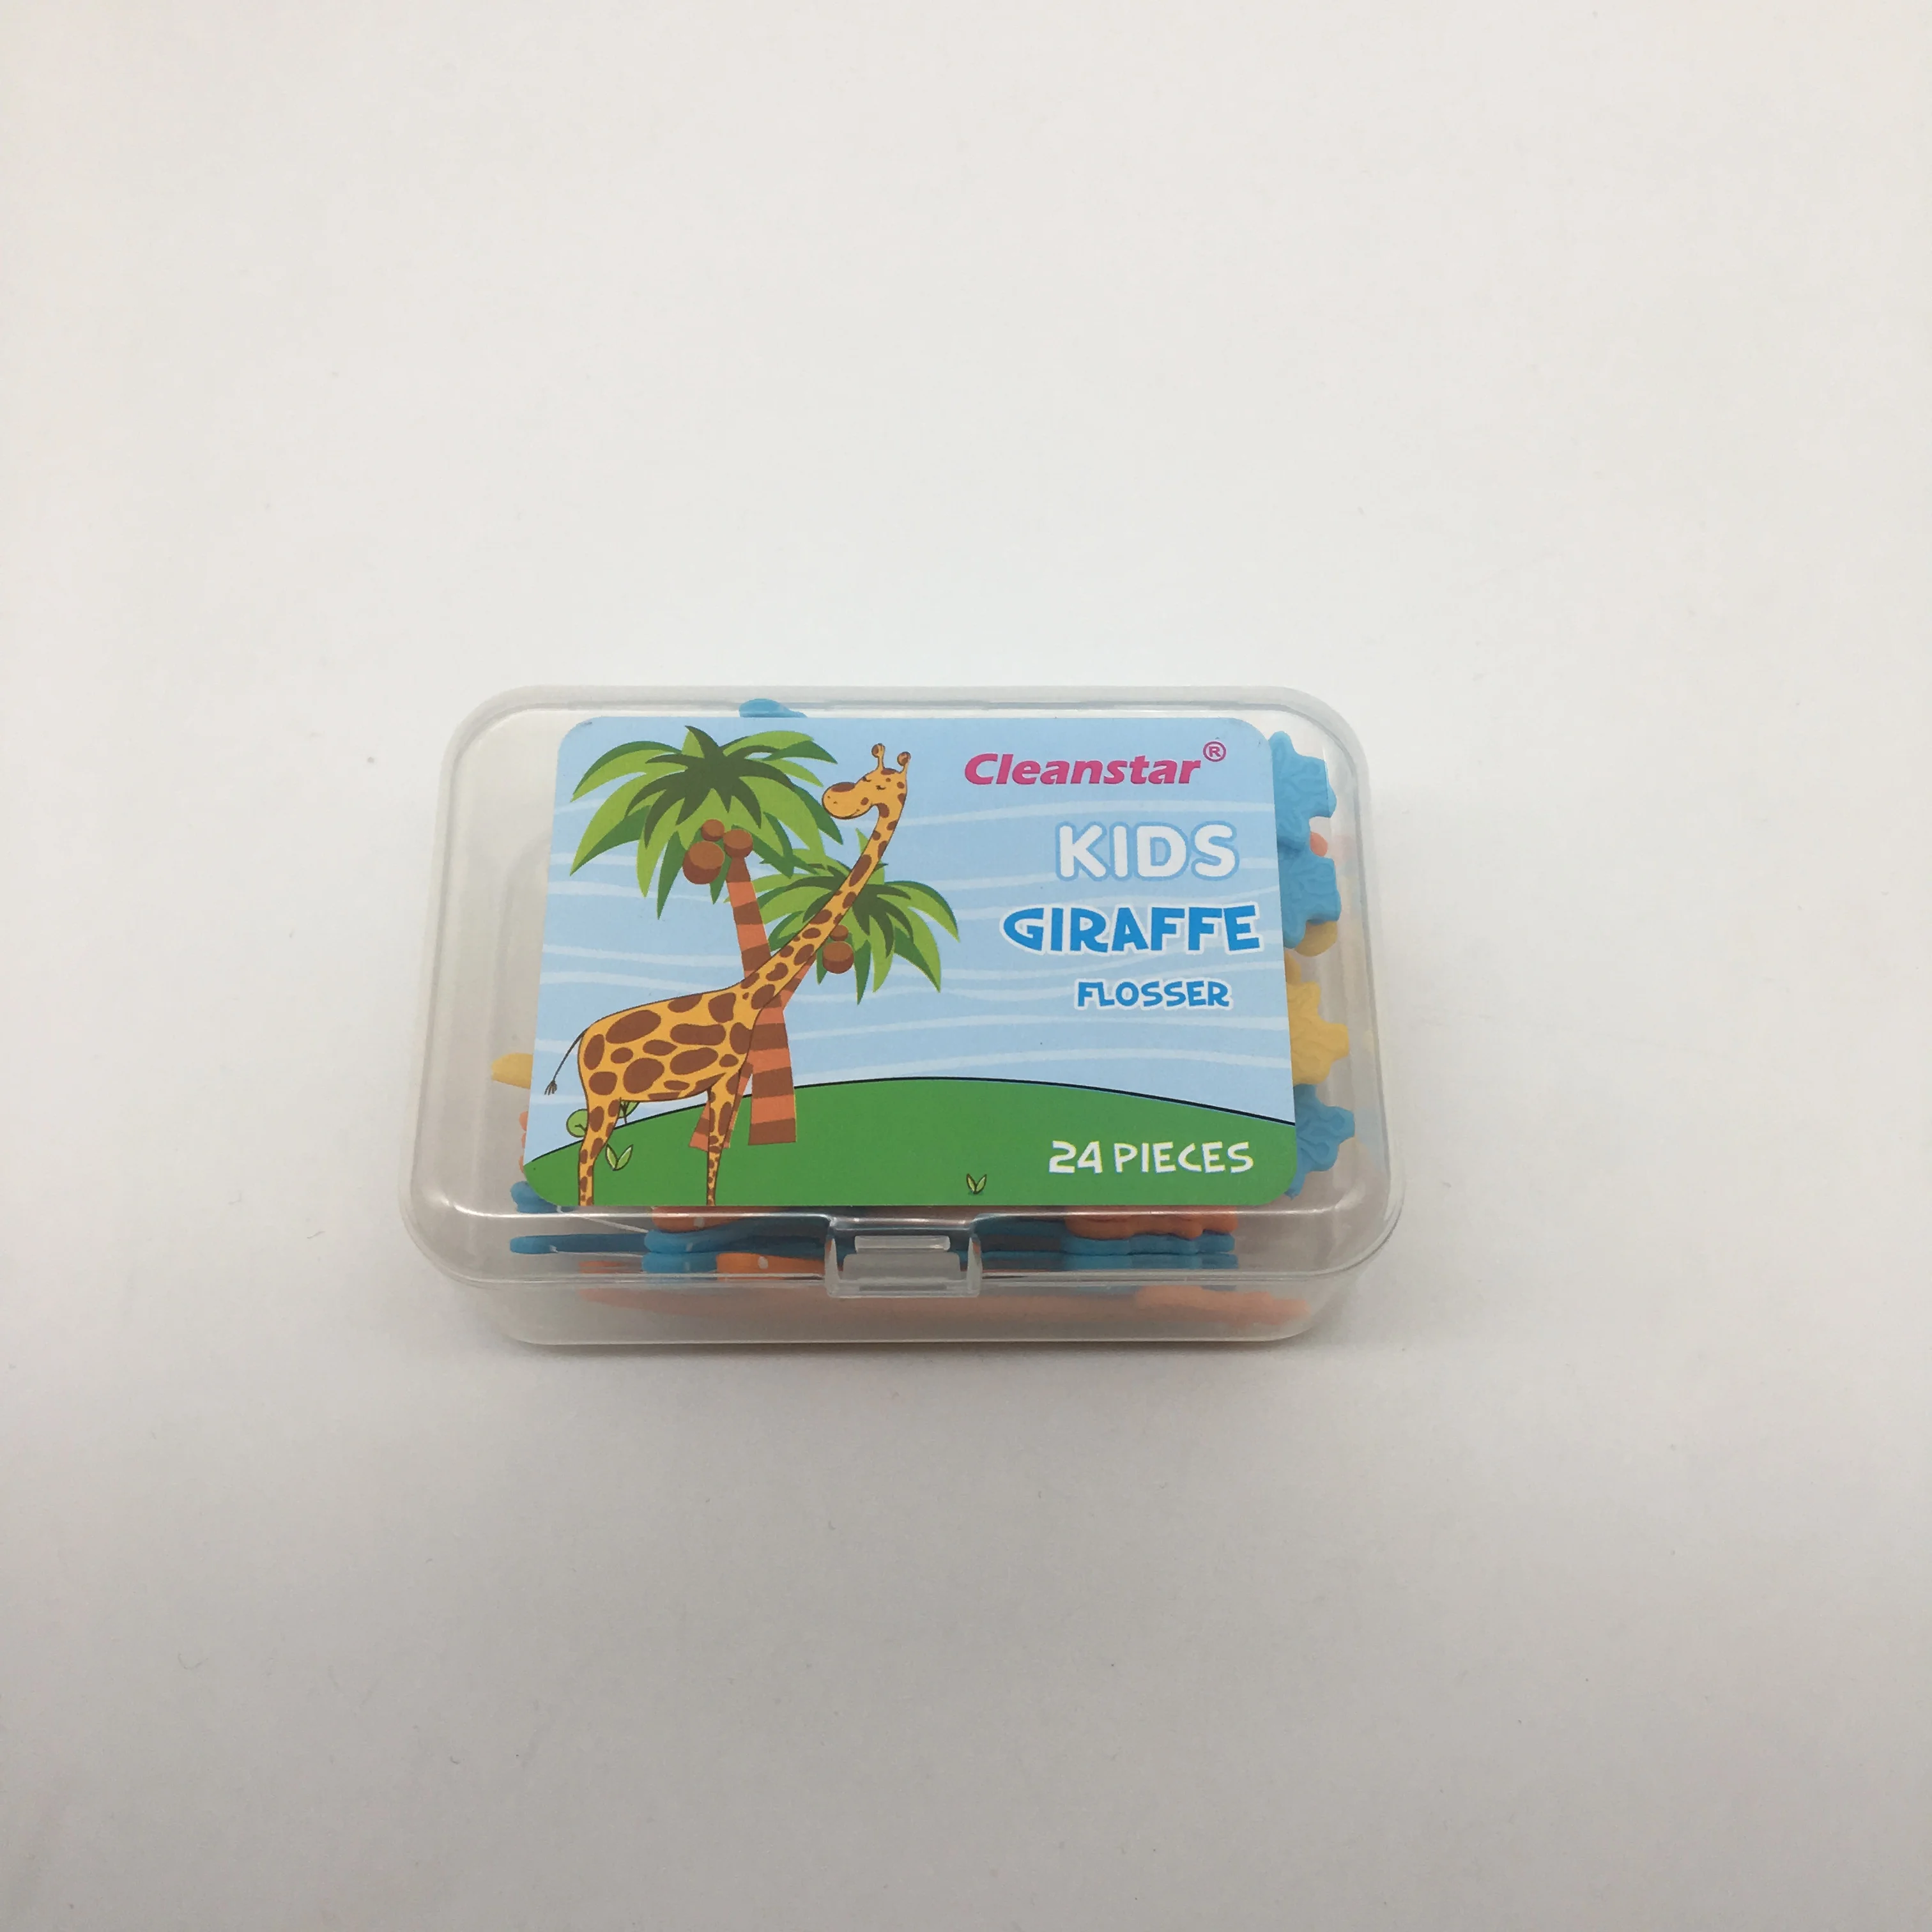 Cleanstar®
KIDS
GIRAFFE
FLOSSER
24 PIECES